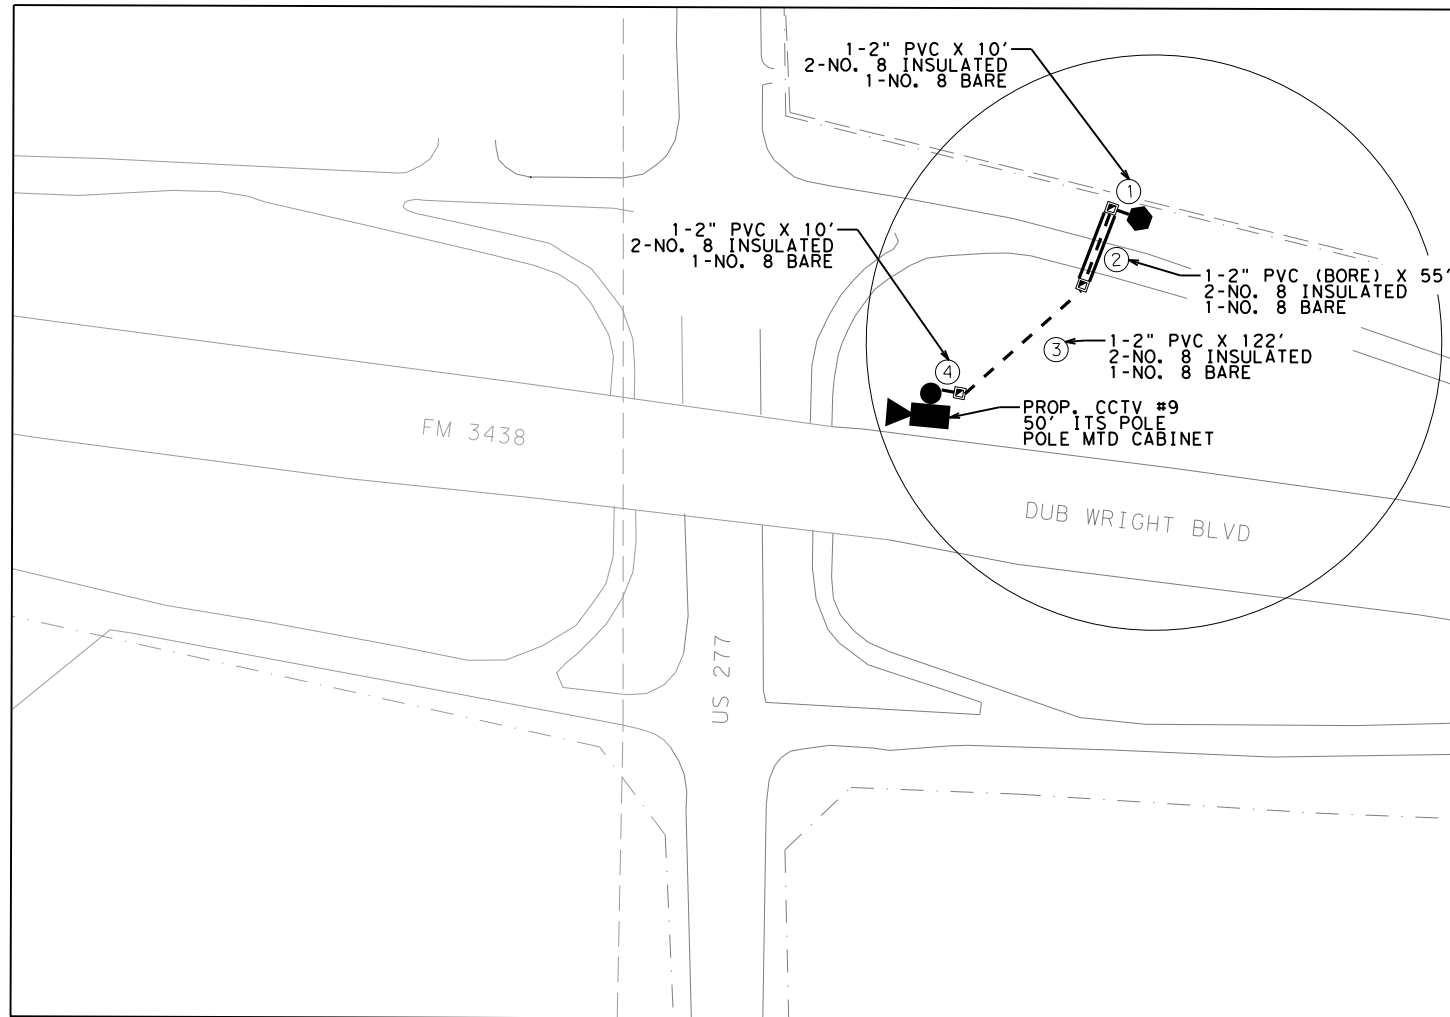 1-2" PVC X 10'
2-NO. 8 INSULATED
1-NO. 8 BARE
1
1-2" PVC X 10'
2-NO. 8 INSULATED
1-NO. 8 BARE
2
1-2" PVC (BORE) X 55'
2-NO. 8 INSULATED
1-NO. 8 BARE
3
1-2" PVC X 122'
2-NO. 8 INSULATED
1-NO. 8 BARE
4
PROP. CCTV #9
50' ITS POLE
POLE MTD CABINET
FM 3438
DUB WRIGHT BLVD
US 277